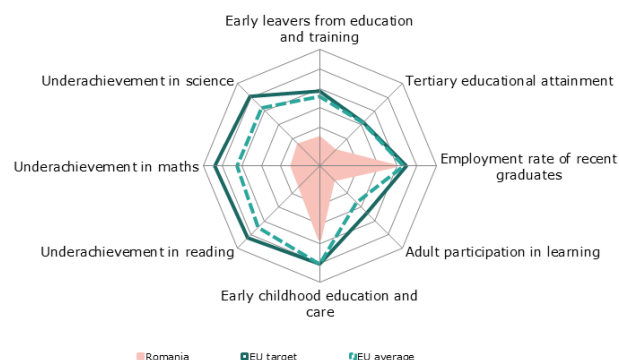 Early leavers from education
and training
Underachievement in science
Tertiary educational attainment
Underachievement in maths
Employment rate of recent
graduates
Underachievement in reading
Adult participation in learning
Early childhood education and
care
Romania
EU target
EU average